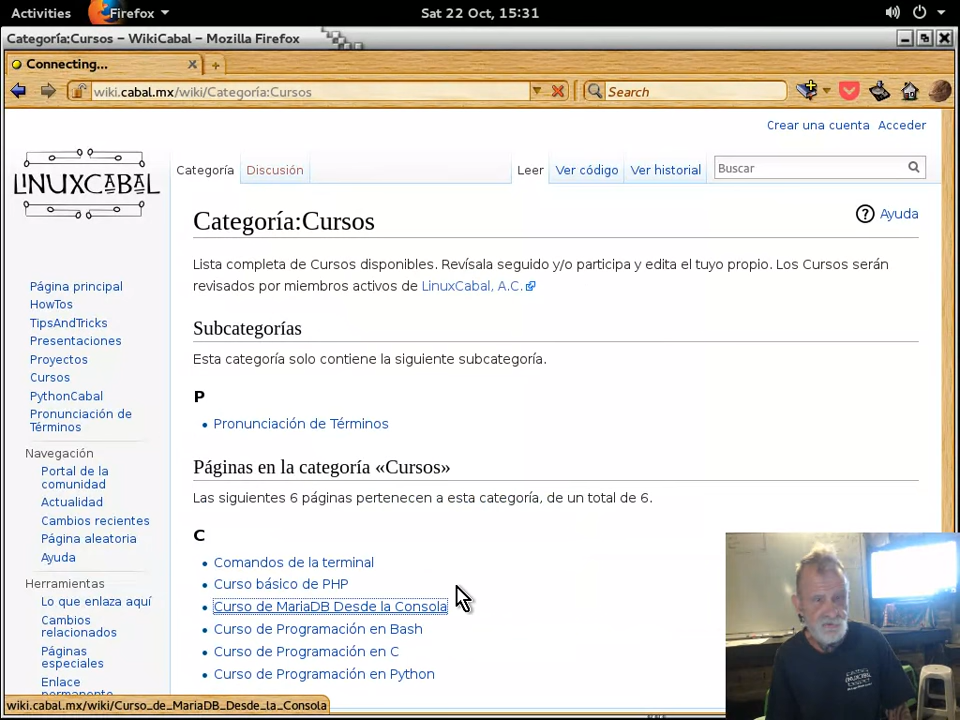 Activities Firefox Sat 22 Oct, 15:31
Categoría:Cursos – WikiCabal – Mozilla Firefox
Connecting...
wiki.cabal.mx/wiki/Categoría:Cursos Search
Crear una cuenta Acceder
LINUXCABAL
Categoría Discusión Leer Ver código Ver historial Buscar
Categoría:Cursos
Ayuda
Lista completa de Cursos disponibles. Revísala seguido y/o participa y edita el tuyo propio. Los Cursos serán
revisados por miembros activos de LinuxCabal, A.C.
Subcategorías
Esta categoría solo contiene la siguiente subcategoría.
P
Pronunciación de Términos
Páginas en la categoría «Cursos»
Las siguientes 6 páginas pertenecen a esta categoría, de un total de 6.
C
Comandos de la terminal
Curso básico de PHP
Curso de MariaDB Desde la Consola
Curso de Programación en Bash
Curso de Programación en C
Curso de Programación en Python
Página principal
HowTos
TipsAndTricks
Presentaciones
Proyectos
Cursos
PythonCabal
Pronunciación de
Términos
Navegación
Portal de la
comunidad
Actualidad
Cambios recientes
Página aleatoria
Ayuda
Herramientas
Lo que enlaza aquí
Cambios
relacionados
Páginas
especiales
Enlace
permanente
wiki.cabal.mx/wiki/Curso_de_MariaDB_Desde_la_Consola